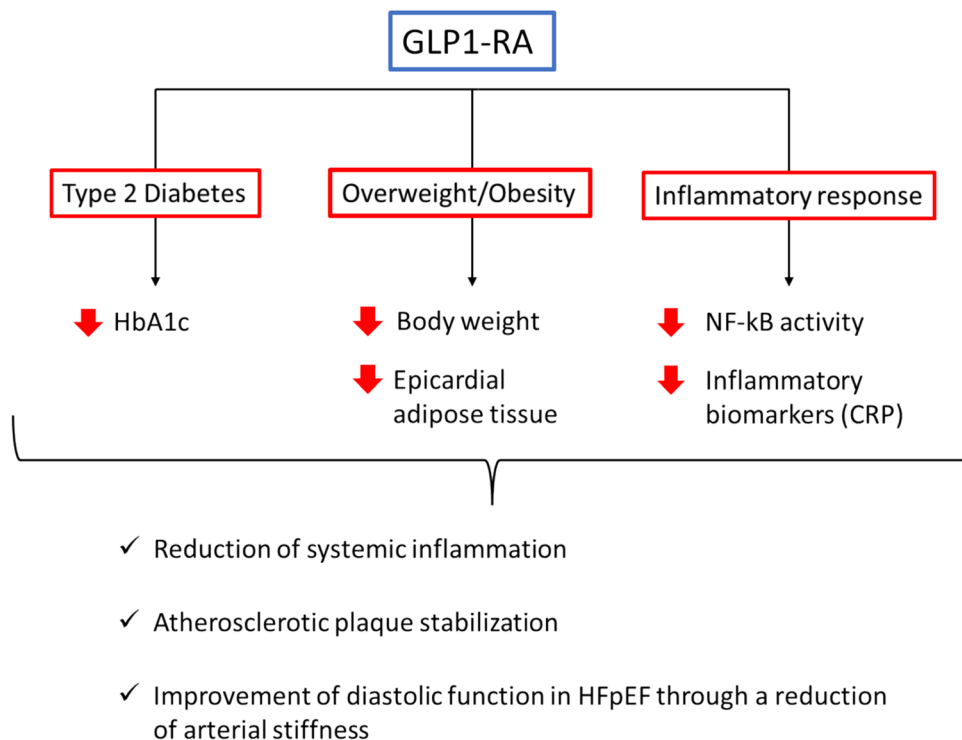 GLP1-RA
Type 2 Diabetes
Overweight/Obesity
Inflammatory response
HbA1c
Body weight
NF-kB activity
Epicardial
adipose tissue
Inflammatory
biomarkers (CRP)
✓ Reduction of systemic inflammation
✓ Atherosclerotic plaque stabilization
✓ Improvement of diastolic function in HFpEF through a reduction
of arterial stiffness